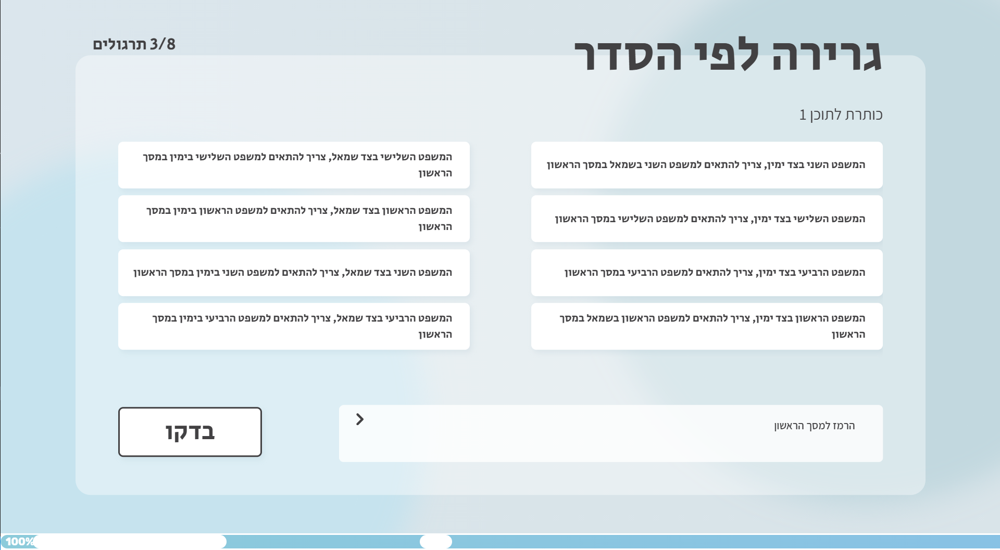 גרירה לפי הסדר
3/8 תרגולים
כותרת לתוכן 1
המשפט השני בצד ימין, צריך להתאים למשפט השני בשמאל במסך הראשון
המשפט השלישי בצד ימין, צריך להתאים למשפט השלישי במסך הראשון
המשפט הרביעי בצד ימין, צריך להתאים למשפט הרביעי במסך הראשון
המשפט הראשון בצד ימין, צריך להתאים למשפט הראשון בשמאל במסך
הראשון
המשפט השלישי בצד שמאל, צריך להתאים למשפט השלישי בימין במסך
הראשון
המשפט הראשון בצד שמאל, צריך להתאים למשפט הראשון בימין במסך
הראשון
המשפט השני בצד שמאל, צריך להתאים למשפט השני בימין במסך הראשון
המשפט הרביעי בצד שמאל, צריך להתאים למשפט הרביעי בימין במסך
הראשון
הרמז למסך הראשון
בדקו
100%